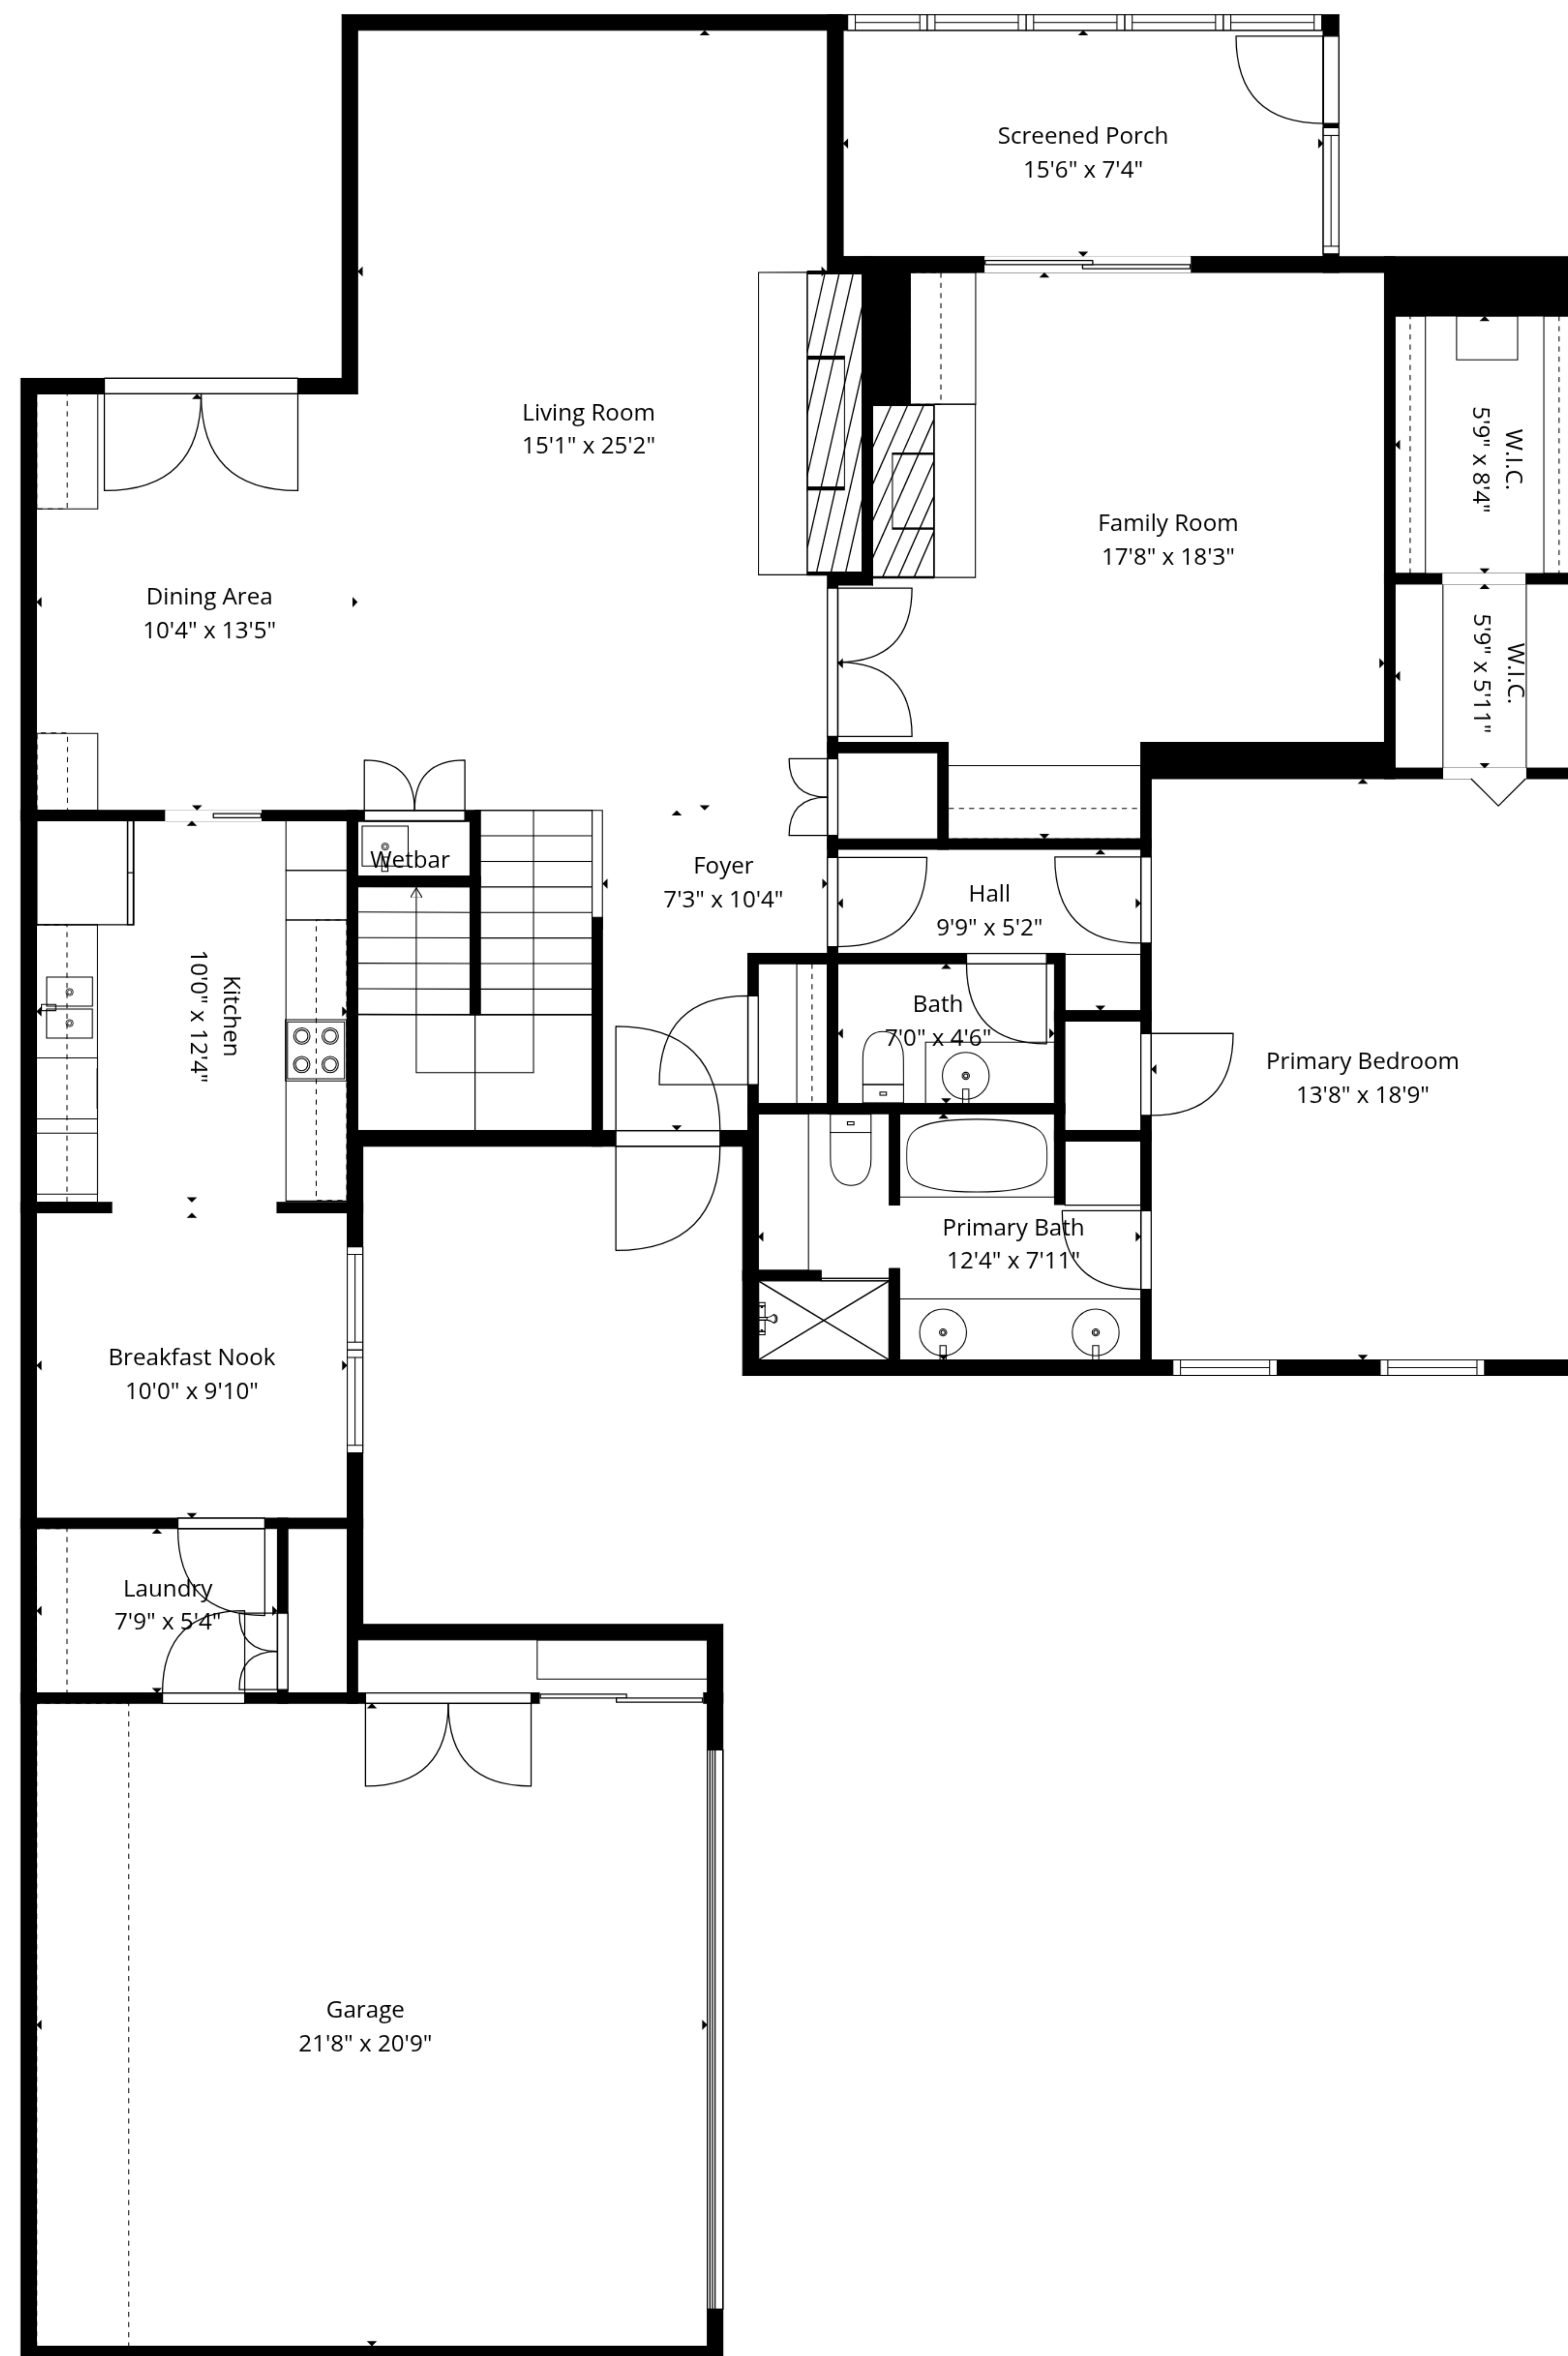 Screened Porch
15'6" x 7'4"
Living Room
15'1" x 25'2"
W.I.C.
5'9" x 8'4"
Family Room
17'8" x 18'3"
Dining Area
10'4" x 13'5"
W.I.C.
5'9" x 5'11"
Wetbar
Foyer
7'3" x 10'4"
Hall
9'9" x 5'2"
Kitchen
10'0" x 12'4"
Bath
7'0" x 4'6"
Primary Bedroom
13'8" x 18'9"
Primary Bath
12'4" x 7'11"
Breakfast Nook
10'0" x 9'10"
Laundry
7'9" x 5'4"
Garage
21'8" x 20'9"